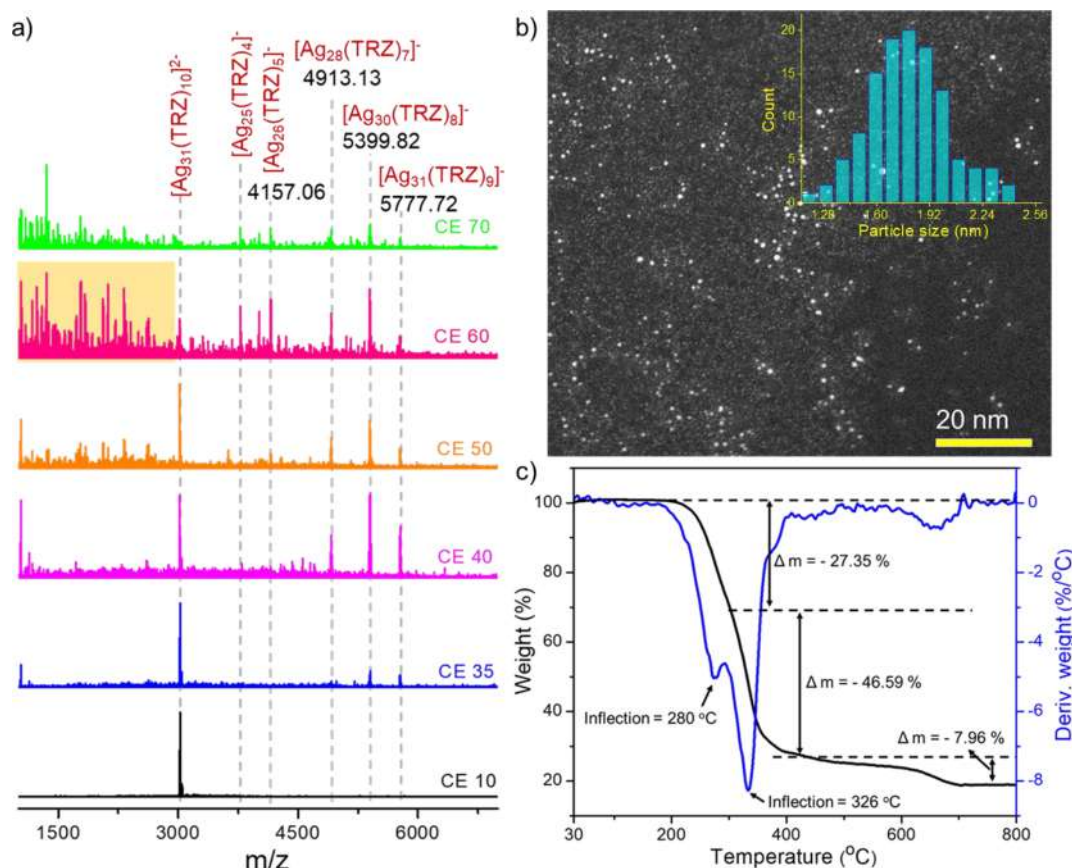 a)
[Ag₃₁(TRZ)₁₀]²⁻
[Ag₂₅(TRZ)₄]⁻
[Ag₂₆(TRZ)₅]⁻
4157.06
[Ag₂₈(TRZ)₇]⁻
4913.13
[Ag₃₀(TRZ)₈]⁻
5399.82
[Ag₃₁(TRZ)₉]⁻
5777.72
CE 70
CE 60
CE 50
CE 40
CE 35
CE 10
1500 3000 4500 6000
m/z
b)
Count
20
10
0
1.28 1.60 1.92 2.24 2.56
Particle size (nm)
20 nm
c)
Weight (%)
100
80
60
40
20
Δ m = - 27.35 %
Δ m = - 46.59 %
Δ m = - 7.96 %
Inflection = 280 °C
Inflection = 326 °C
0
-2
-4
-6
-8
Deriv. weight (%/°C)
30 200 400 600 800
Temperature (°C)